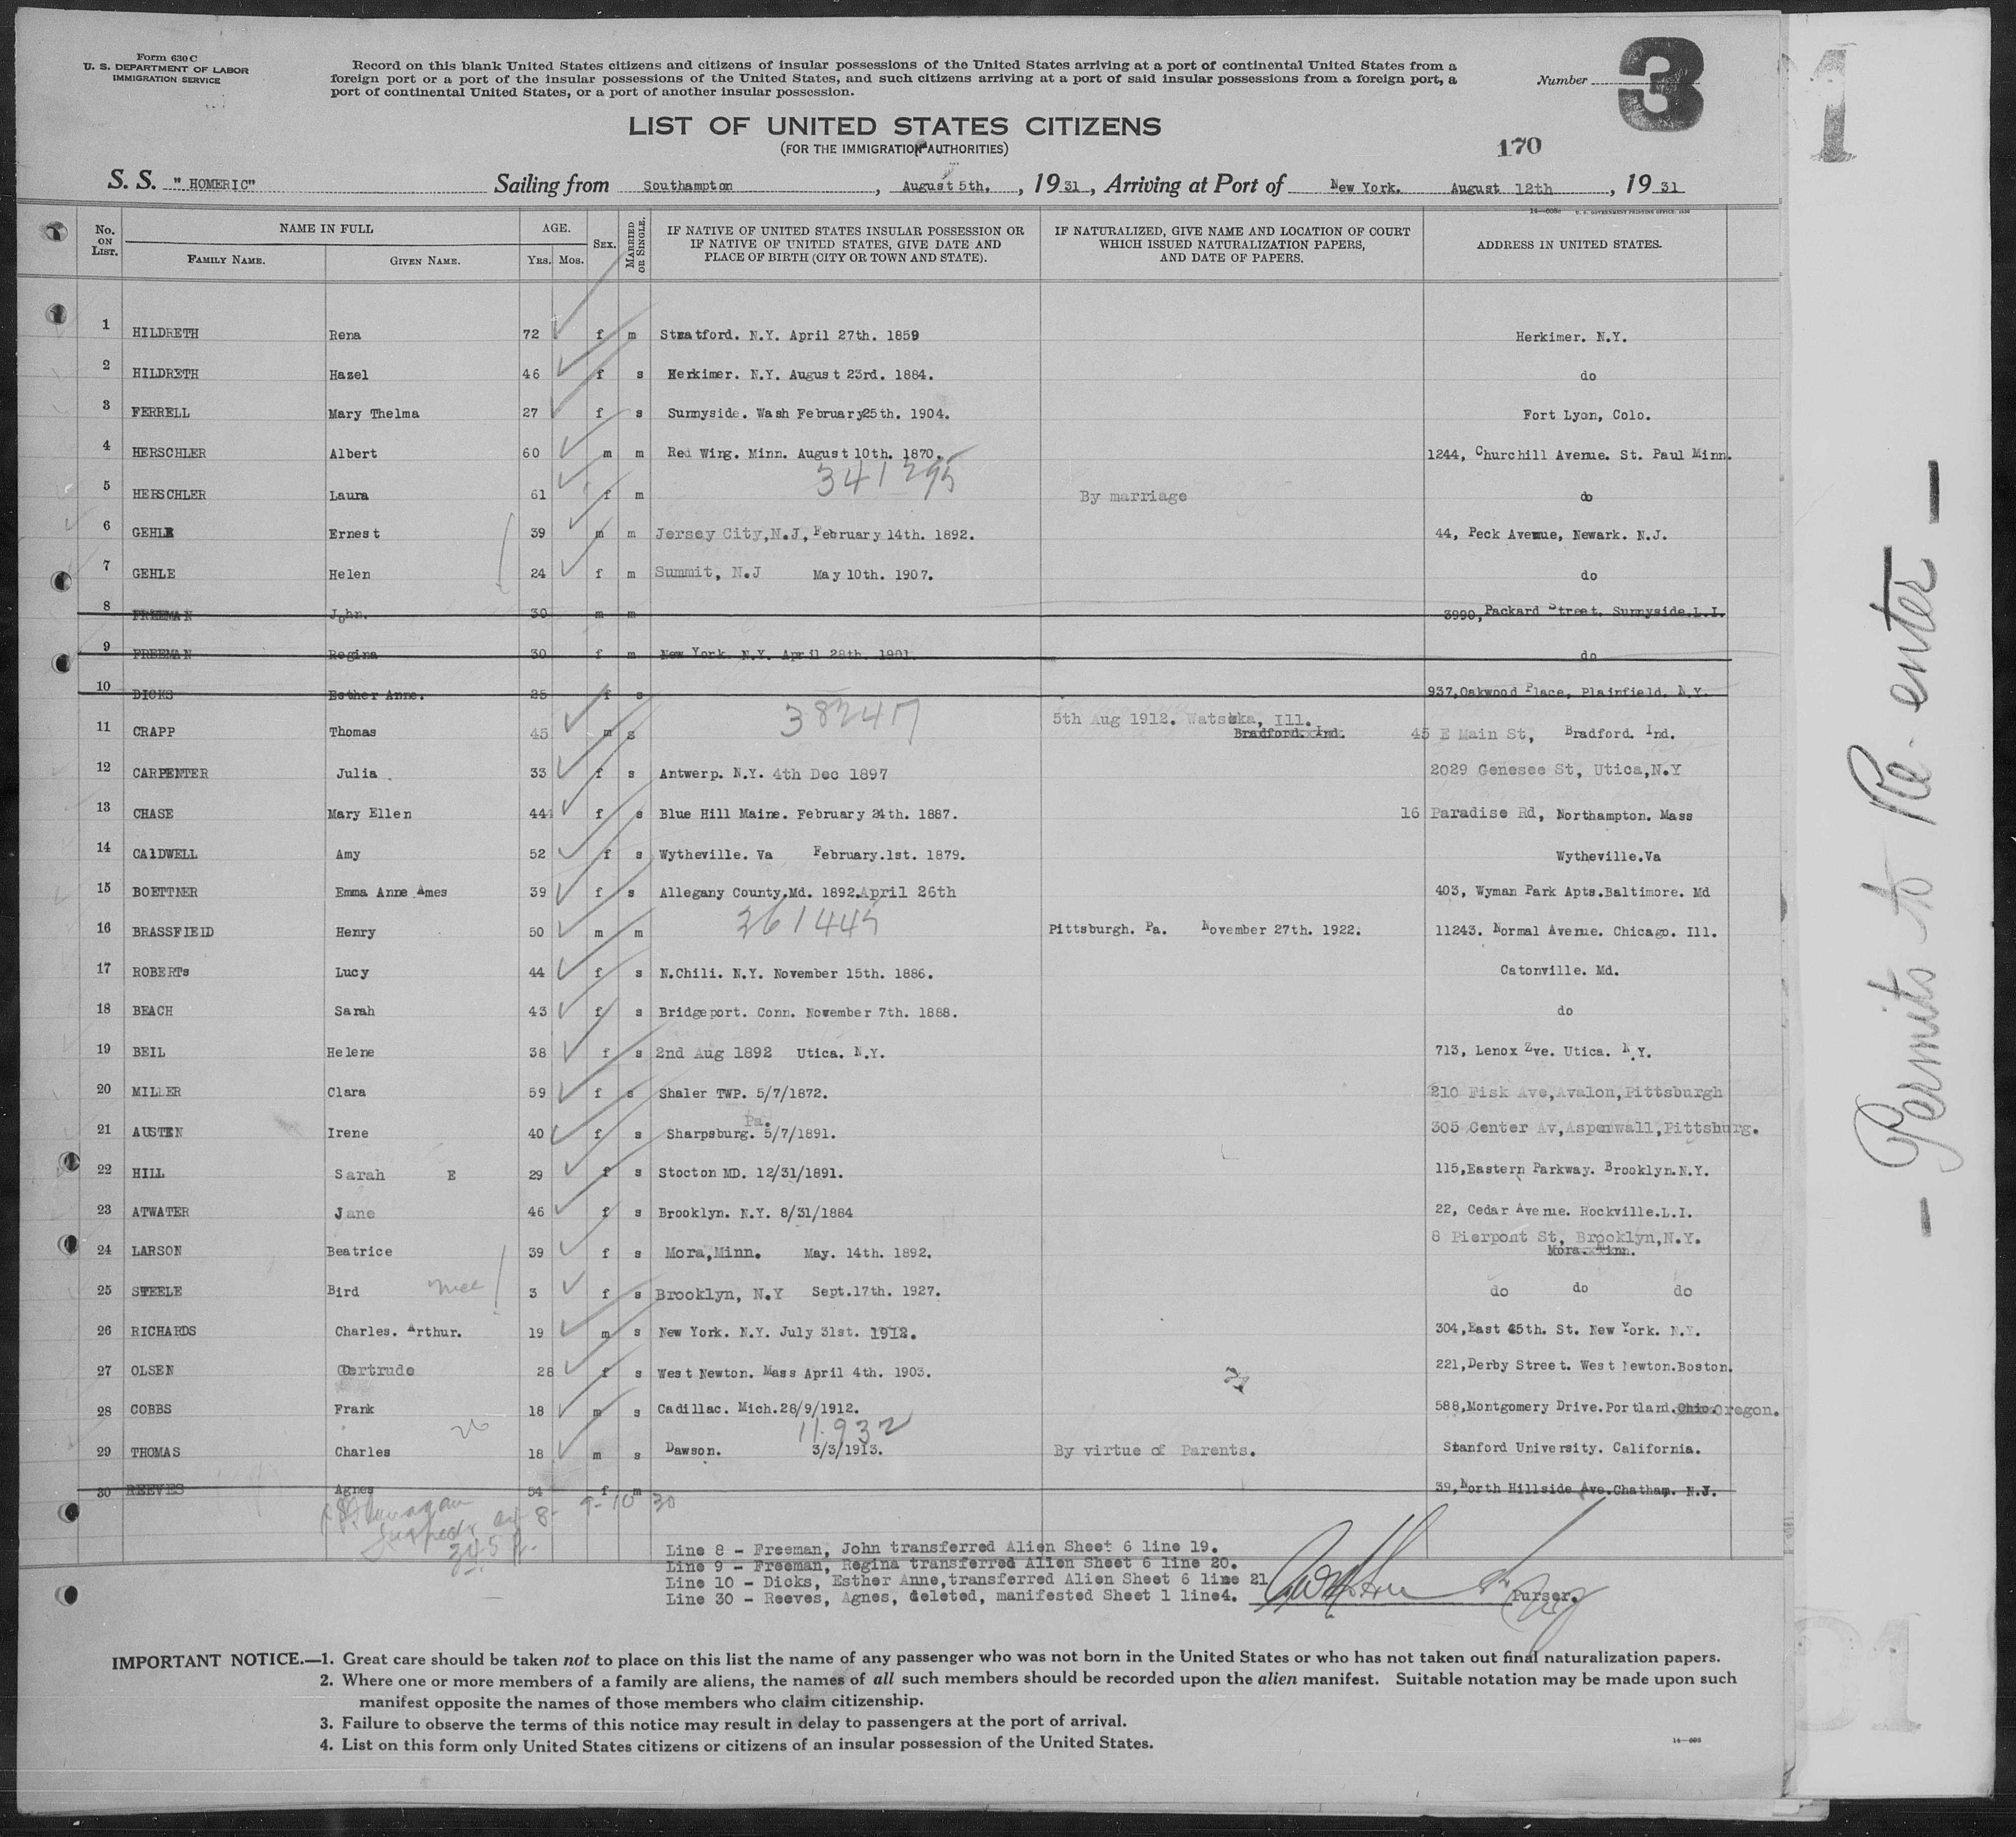 Form 630 C
U. S. DEPARTMENT OF LABOR
IMMIGRATION SERVICE
Record on this blank United States citizens and citizens of insular possessions of the United States arriving at a port of continental United States from a
foreign port or a port of the insular possessions of the United States, and such citizens arriving at a port of said insular possessions from a foreign port, a
port of continental United States, or a port of another insular possession.
Number 3
LIST OF UNITED STATES CITIZENS
(FOR THE IMMIGRATION AUTHORITIES)
170
S. S. "HOMERIC" Sailing from Southampton, August 5th., 1931, Arriving at Port of New York. August 12th, 1931
No. ON LIST. NAME IN FULL FAMILY NAME. GIVEN NAME. AGE. YRS. MOS. SEX. MARRIED OR SINGLE. IF NATIVE OF UNITED STATES INSULAR POSSESSION OR IF NATIVE OF UNITED STATES, GIVE DATE AND PLACE OF BIRTH (CITY OR TOWN AND STATE). IF NATURALIZED, GIVE NAME AND LOCATION OF COURT WHICH ISSUED NATURALIZATION PAPERS, AND DATE OF PAPERS. ADDRESS IN UNITED STATES.
1 HILDRETH Rena 72 f m Stratford. N.Y. April 27th. 1859 Herkimer. N.Y.
2 HILDRETH Hazel 46 f s Herkimer. N.Y. August 23rd. 1884. do
3 FERRELL Mary Thelma 27 f s Sunnyside. Wash February 25th. 1904. Fort Lyon, Colo.
4 HERSCHLER Albert 60 m m Red Wing. Minn. August 10th. 1870. 1244, Churchill Avenue. St. Paul Minn.
341295
5 HERSCHLER Laura 61 f m By marriage do
6 GEHLE Ernest 39 m m Jersey City, N.J, February 14th. 1892. 44, Peck Avenue, Newark. N.J.
7 GEHLE Helen 24 f m Summit, N.J May 10th. 1907. do
8 FREEMAN John. 30 m m 3990, Packard Street. Sunnyside. L.I.
9 FREEMAN Regina 30 f m New York. N.Y. April 28th. 1901 do
10 DICKS Esther Anne. 25 f s 937, Oakwood Place, Plainfield. N.Y.
38247
5th Aug 1912. Watseka, Ill.
11 CRAPP Thomas 45 m s Bradford. Ind. 45 E Main St, Bradford. Ind.
12 CARPENTER Julia. 33 f s Antwerp. N.Y. 4th Dec 1897 2029 Genesee St, Utica, N.Y
13 CHASE Mary Ellen 44 f s Blue Hill Maine. February 24th. 1887. 16 Paradise Rd, Northampton. Mass
14 CALDWELL Amy 52 f s Wytheville. Va February. 1st. 1879. Wytheville. Va
15 BOETTNER Emma Anne Ames 39 f s Allegany County, Md. 1892. April 26th 403, Wyman Park Apts. Baltimore. Md
361445
16 BRASSFIELD Henry 50 m m Pittsburgh. Pa. November 27th. 1922. 11243. Normal Avenue. Chicago. Ill.
17 ROBERTs Lucy 44 f s N.Chili. N.Y. November 15th. 1886. Catonville. Md.
18 BEACH Sarah 43 f s Bridgeport. Conn. November 7th. 1888. do
19 BEIL Helene 38 f s 2nd Aug 1892 Utica. N.Y. 713, Lenox Ave. Utica. N.Y.
20 MILLER Clara 59 f s Shaler TWP. 5/7/1872. 210 Fisk Ave, Avalon, Pittsburgh
Pa.
21 AUSTEN Irene 40 f s Sharpsburg. 5/7/1891. 305 Center Av, Aspenwall, Pittsburg.
22 HILL Sarah E 29 f s Stocton MD. 12/31/1891. 115, Eastern Parkway. Brooklyn. N.Y.
23 ATWATER Jane 46 f s Brooklyn. N.Y. 8/31/1884 22, Cedar Avenue. Rockville. L.I.
8 Pierpont St, Brooklyn, N.Y.
24 LARSON Beatrice 39 f s Mora, Minn. May. 14th. 1892. Mora. Minn.
25 STEELE Bird 3 f s Brooklyn, N.Y Sept. 17th. 1927. do do do
26 RICHARDS Charles. Arthur. 19 m s New York. N.Y. July 31st. 1912. 304, East 45th. St. New York. N.Y.
27 OLSEN Gertrude 28 f s West Newton. Mass April 4th. 1903. 221, Derby Street. West Newton. Boston.
28 COBBS Frank 18 m s Cadillac. Mich. 28/9/1912. 588, Montgomery Drive. Portland. Ohio. Oregon.
11.932
29 THOMAS Charles 18 m s Dawson. 3/3/1913. By virtue of Parents. Stanford University. California.
30 REEVES Agnes 54 f m 39, North Hillside Ave. Chatham. N.J.
Line 8 - Freeman, John transferred Alien Sheet 6 line 19.
Line 9 - Freeman, Regina transferred Alien Sheet 6 line 20.
Line 10 - Dicks, Esther Anne, transferred Alien Sheet 6 line 21
Line 30 - Reeves, Agnes, deleted, manifested Sheet 1 line 4.
Purser.
IMPORTANT NOTICE.—1. Great care should be taken not to place on this list the name of any passenger who was not born in the United States or who has not taken out final naturalization papers.
2. Where one or more members of a family are aliens, the names of all such members should be recorded upon the alien manifest. Suitable notation may be made upon such
manifest opposite the names of those members who claim citizenship.
3. Failure to observe the terms of this notice may result in delay to passengers at the port of arrival.
4. List on this form only United States citizens or citizens of an insular possession of the United States.
- Permits to Re-enter -